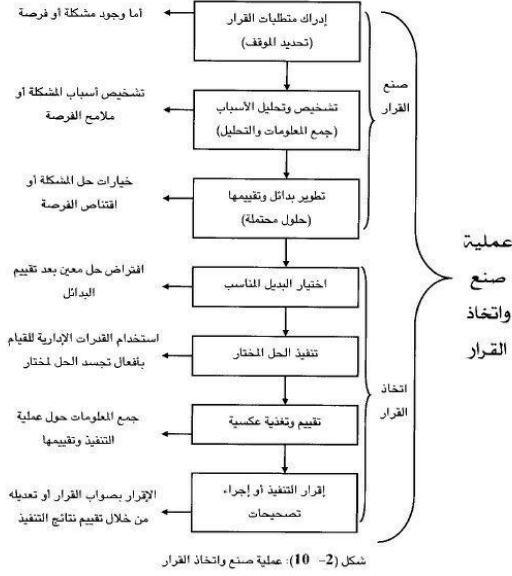 إدراك متطلبات القرار
(تحديد الموقف)
أما وجود مشكلة أو فرصة
تشخيص وتحليل الأسباب
(جمع المعلومات والتحليل)
تشخيص أسباب المشكلة أو
ملامح الفرصة
تطوير بدائل وتقييمها
(حلول محتملة)
خيارات حل المشكلة أو
اقتناص الفرصة
اختيار البديل المناسب
افتراض حل معين بعد تقييم
البدائل
تنفيذ الحل المختار
استخدام القدرات الإدارية للقيام
بأفعال تجسد الحل لمختار
تقييم وتغذية عكسية
جمع المعلومات حول عملية
التنفيذ وتقييمها
إقرار التنفيذ أو إجراء
تصحيحات
الإقرار بصواب القرار أو تعديله
من خلال تقييم نتائج التنفيذ
صنع
القرار
اتخاذ
القرار
عملية
صنع
واتخاذ
القرار
شكل (2– 10): عملية صنع واتخاذ القرار